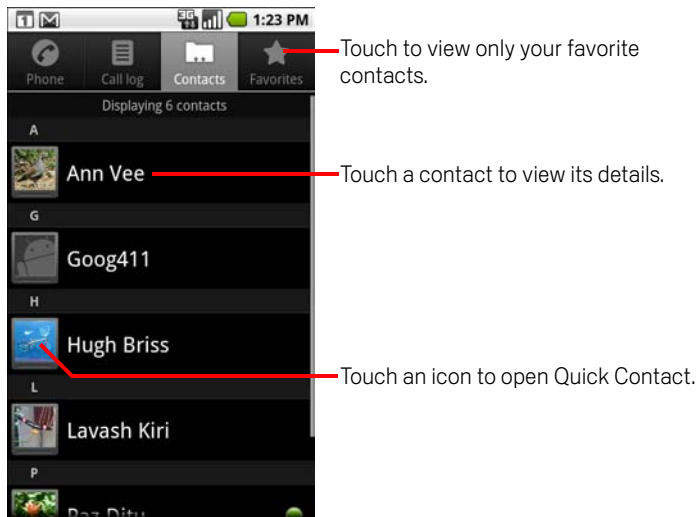 1:23 PM
Phone Call log Contacts Favorites
Touch to view only your favorite
contacts.
Displaying 6 contacts
A
Ann Vee
Touch a contact to view its details.
G
Goog411
H
Hugh Briss
Touch an icon to open Quick Contact.
L
Lavash Kiri
P
Paz Ditu